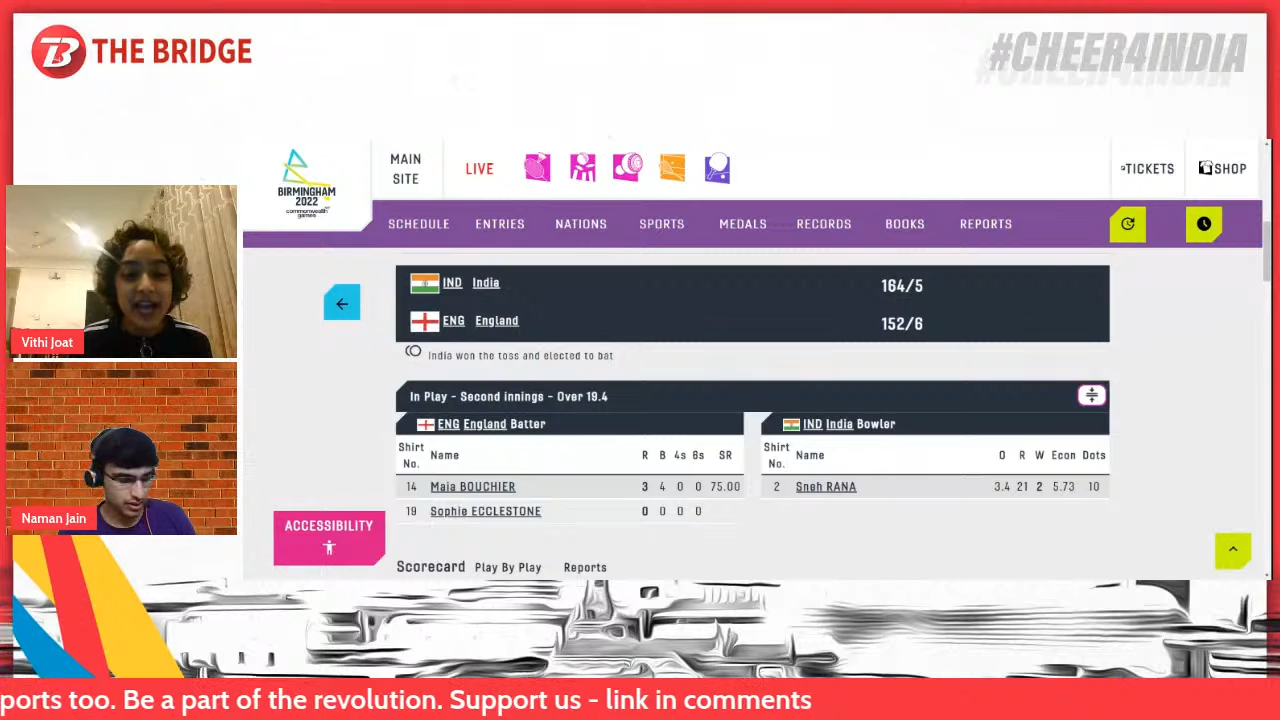 THE BRIDGE
#CHEER4INDIA
BIRMINGHAM
2022
commonwealth
games
MAIN
SITE
LIVE
TICKETS
SHOP
SCHEDULE ENTRIES NATIONS SPORTS MEDALS RECORDS BOOKS REPORTS
IND India 164/5
ENG England 152/6
India won the toss and elected to bat
In Play - Second innings - Over 19.4
ENG England Batter
Shirt No. Name R B 4s 6s SR
14 Maia BOUCHIER 3 4 0 0 75.00
19 Sophie ECCLESTONE 0 0 0 0
IND India Bowler
Shirt No. Name O R W Econ Dots
2 Sneh RANA 3.4 21 2 5.73 10
ACCESSIBILITY
Scorecard Play By Play Reports
Vithi Joat
Naman Jain
ports too. Be a part of the revolution. Support us - link in comments